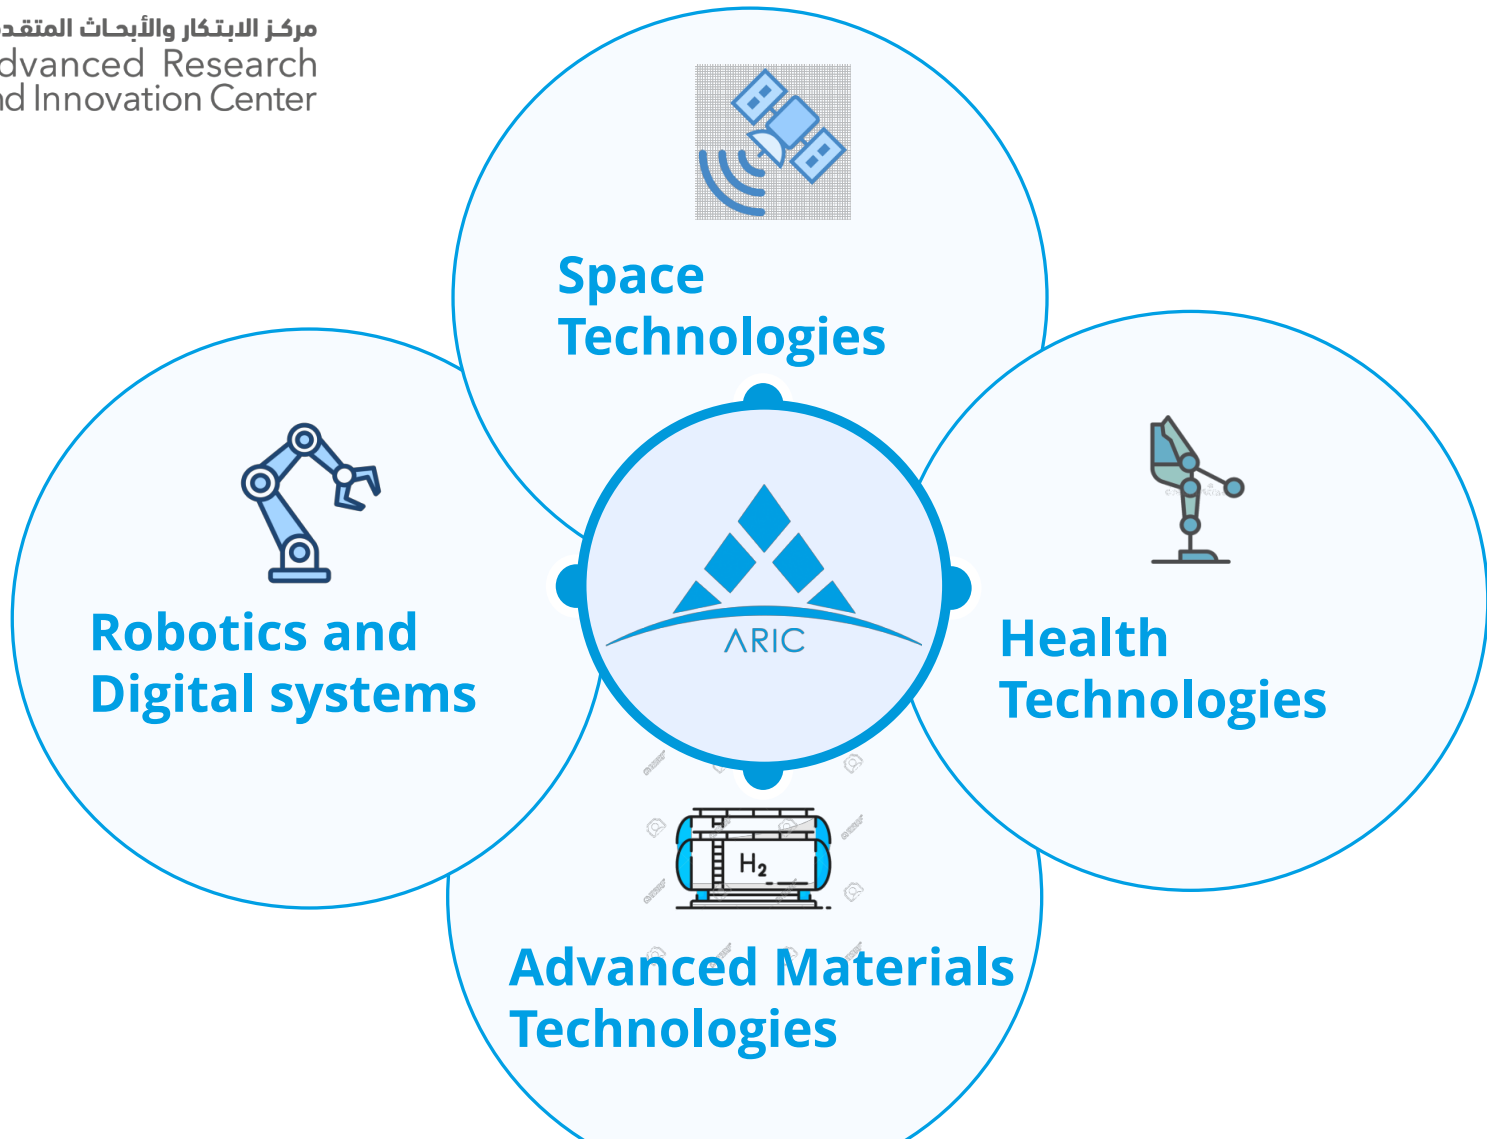 مركز الابتكار والأبحاث
dvanced Research
nd Innovation Center
Space
Technologies
Robotics and
Digital systems
ARIC
Health
Technologies
H₂
Advanced Materials
Technologies